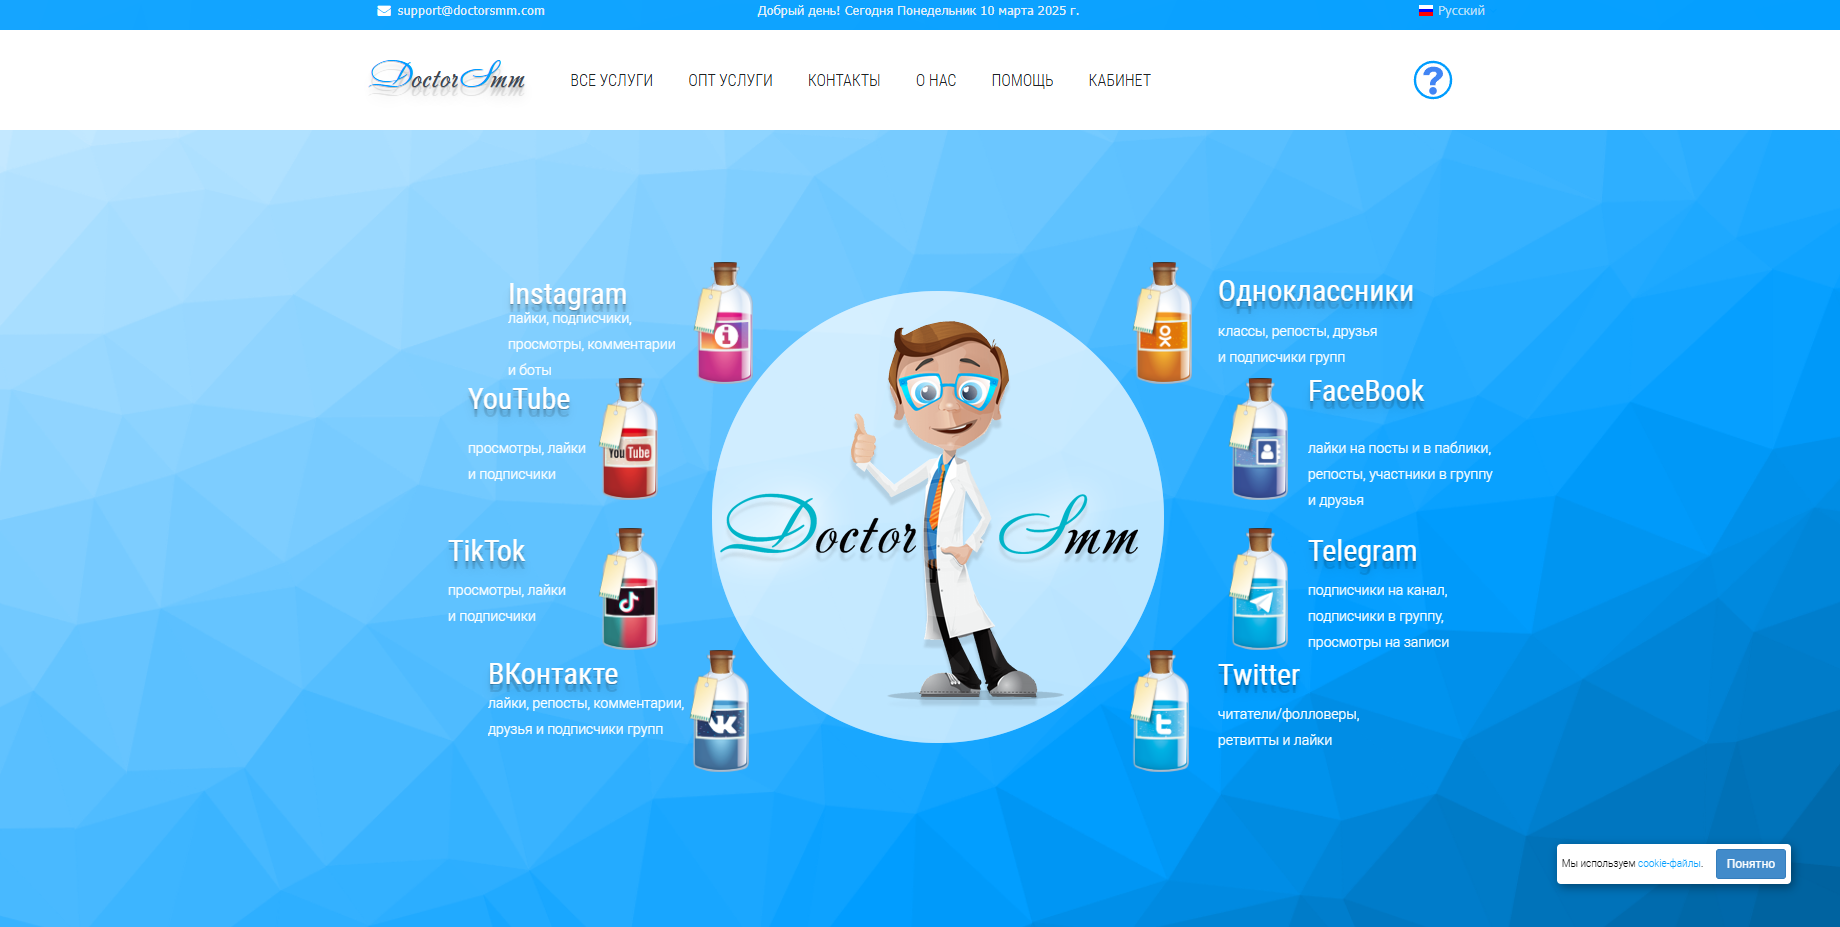 support@doctorsmm.com
Добрый день! Сегодня Понедельник 10 марта 2025 г.
Русский
Doctor Smm
ВСЕ УСЛУГИ
ОПТ УСЛУГИ
КОНТАКТЫ
О НАС
ПОМОЩЬ
КАБИНЕТ
?
Instagram
лайки, подписчики,
просмотры, комментарии
и боты
YouTube
просмотры, лайки
и подписчики
You Tube
TikTok
просмотры, лайки
и подписчики
ВКонтакте
лайки, репосты, комментарии,
друзья и подписчики групп
Doctor Smm
Одноклассники
классы, репосты, друзья
и подписчики групп
FaceBook
лайки на посты и в паблики,
репосты, участники в группу
и друзья
Telegram
подписчики на канал,
подписчики в группу,
просмотры на записи
Twitter
читатели/фолловеры,
ретвитты и лайки
Мы используем cookie-файлы.
Понятно